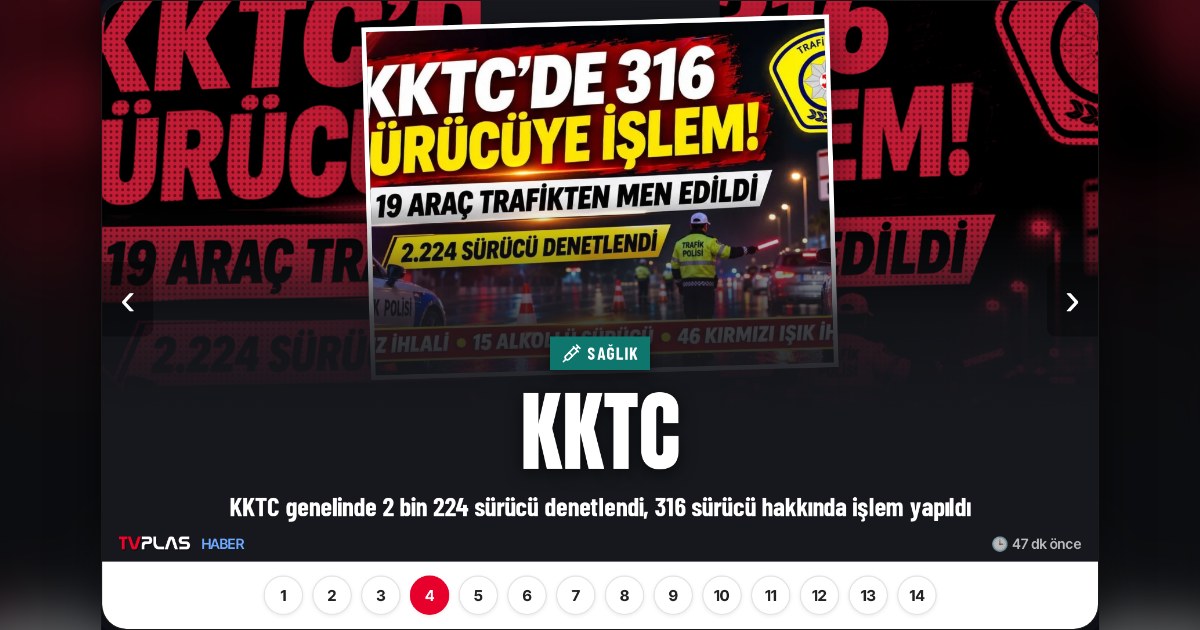 KKTC'DE 316
ÜRÜCÜYE İŞLEM!
19 ARAÇ TRAFİKTEN MEN EDİLDİ
2.224 SÜRÜCÜ DENETLENDİ
TRAFİK
POLİSİ
K POLİSİ
Z İHLALİ • 15 ALKOLLÜ SÜRÜCÜ • 46 KIRMIZI IŞIK İH
SAĞLIK
KKTC
KKTC genelinde 2 bin 224 sürücü denetlendi, 316 sürücü hakkında işlem yapıldı
TVPLAS HABER
47 dk önce
1 2 3 4 5 6 7 8 9 10 11 12 13 14